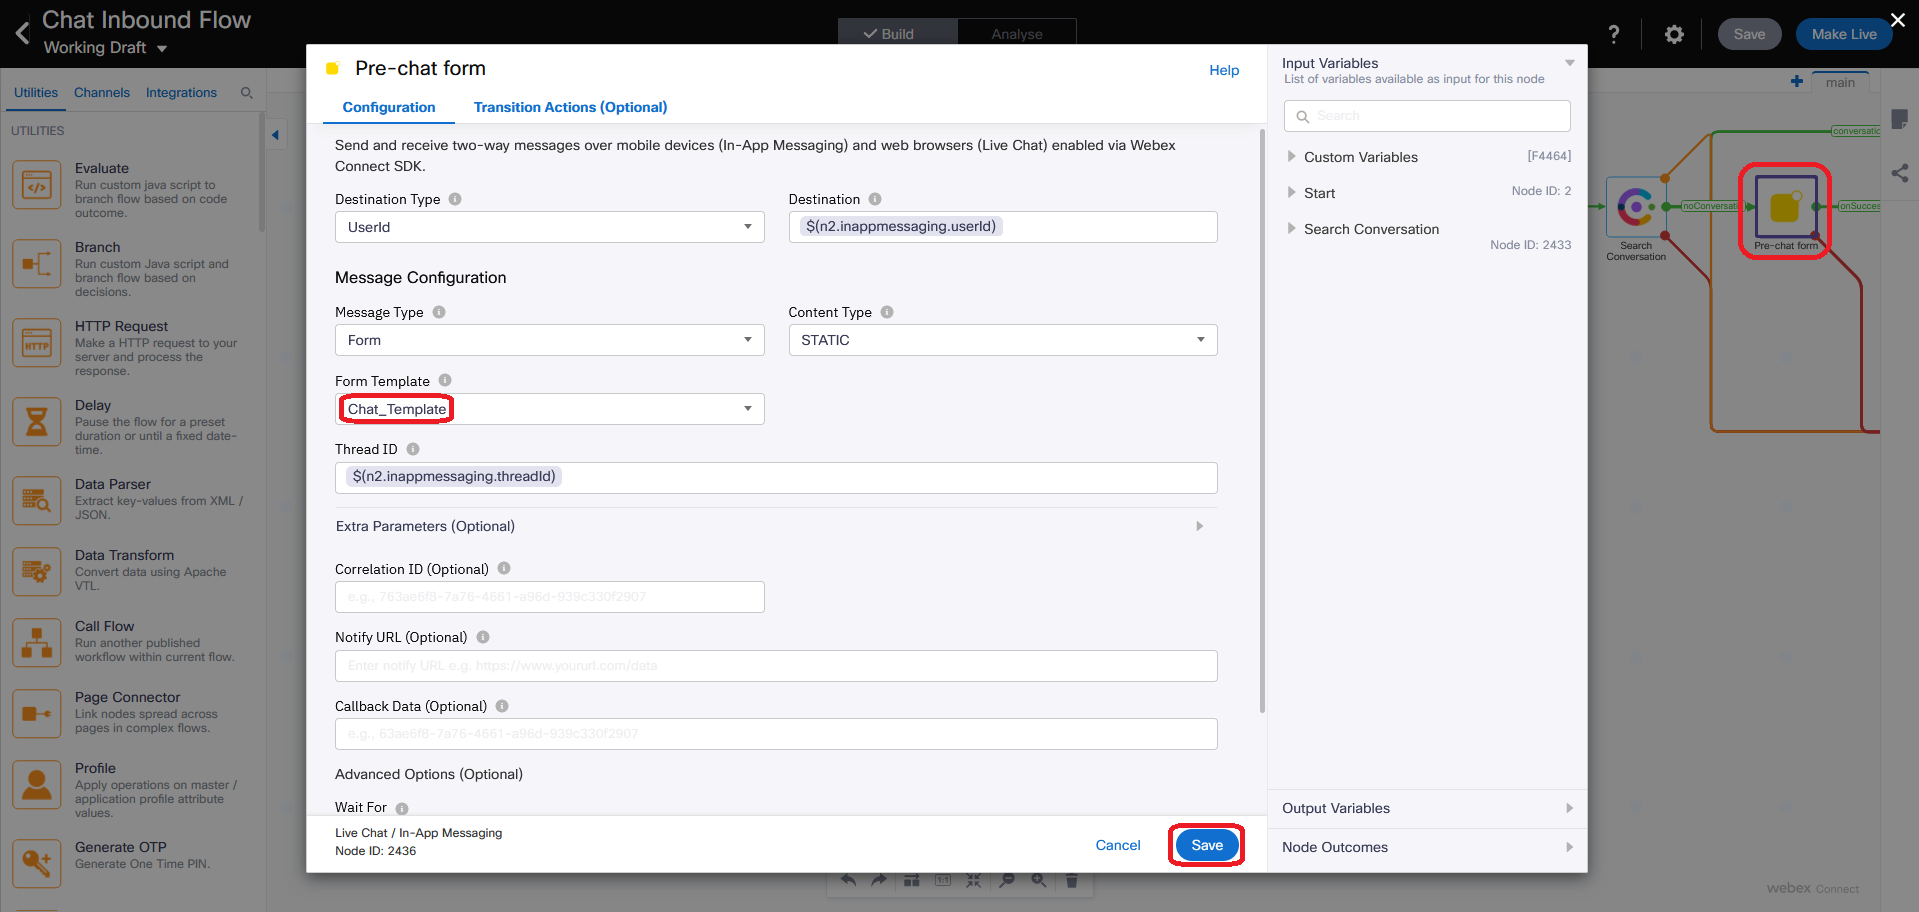 Chat Inbound Flow
Working Draft
Build
Analyse
?
Save
Make Live
Utilities
Channels
Integrations
UTILITIES
Evaluate
Run custom java script to
branch flow based on code
outcome.
Branch
Run custom Java script and
branch flow based on
decisions.
HTTP
HTTP Request
Make a HTTP request to your
server and process the
response.
Delay
Pause the flow for a preset
duration or until a fixed date-
time.
Data Parser
Extract key-values from XML /
JSON.
Data Transform
Convert data using Apache
VTL.
Call Flow
Run another published
workflow within current flow.
Page Connector
Link nodes spread across
pages in complex flows.
Profile
Apply operations on master /
application profile attribute
values.
Generate OTP
Generate One Time PIN.
Pre-chat form
Help
Configuration
Transition Actions (Optional)
Send and receive two-way messages over mobile devices (In-App Messaging) and web browsers (Live Chat) enabled via Webex
Connect SDK.
Destination Type
Destination
UserId
$(n2.inappmessaging.userId)
Message Configuration
Message Type
Content Type
Form
STATIC
Form Template
Chat_Template
Thread ID
$(n2.inappmessaging.threadId)
Extra Parameters (Optional)
Correlation ID (Optional)
e.g., 763ae6f8-7a76-4661-a96d-939c330f2907
Notify URL (Optional)
Enter notify URL e.g. https://www.yoururl.com/data
Callback Data (Optional)
e.g., 63ae6f8-7a76-4661-a96d-939c330f2907
Advanced Options (Optional)
Wait For
Live Chat / In-App Messaging
Node ID: 2436
Cancel
Save
Input Variables
List of variables available as input for this node
Search
Custom Variables
[F4464]
Start
Node ID: 2
Search Conversation
Node ID: 2433
Output Variables
Node Outcomes
main
conversatio
noConversatio
onSucces
Search
Conversation
Pre-chat form
1:1
webex Connect